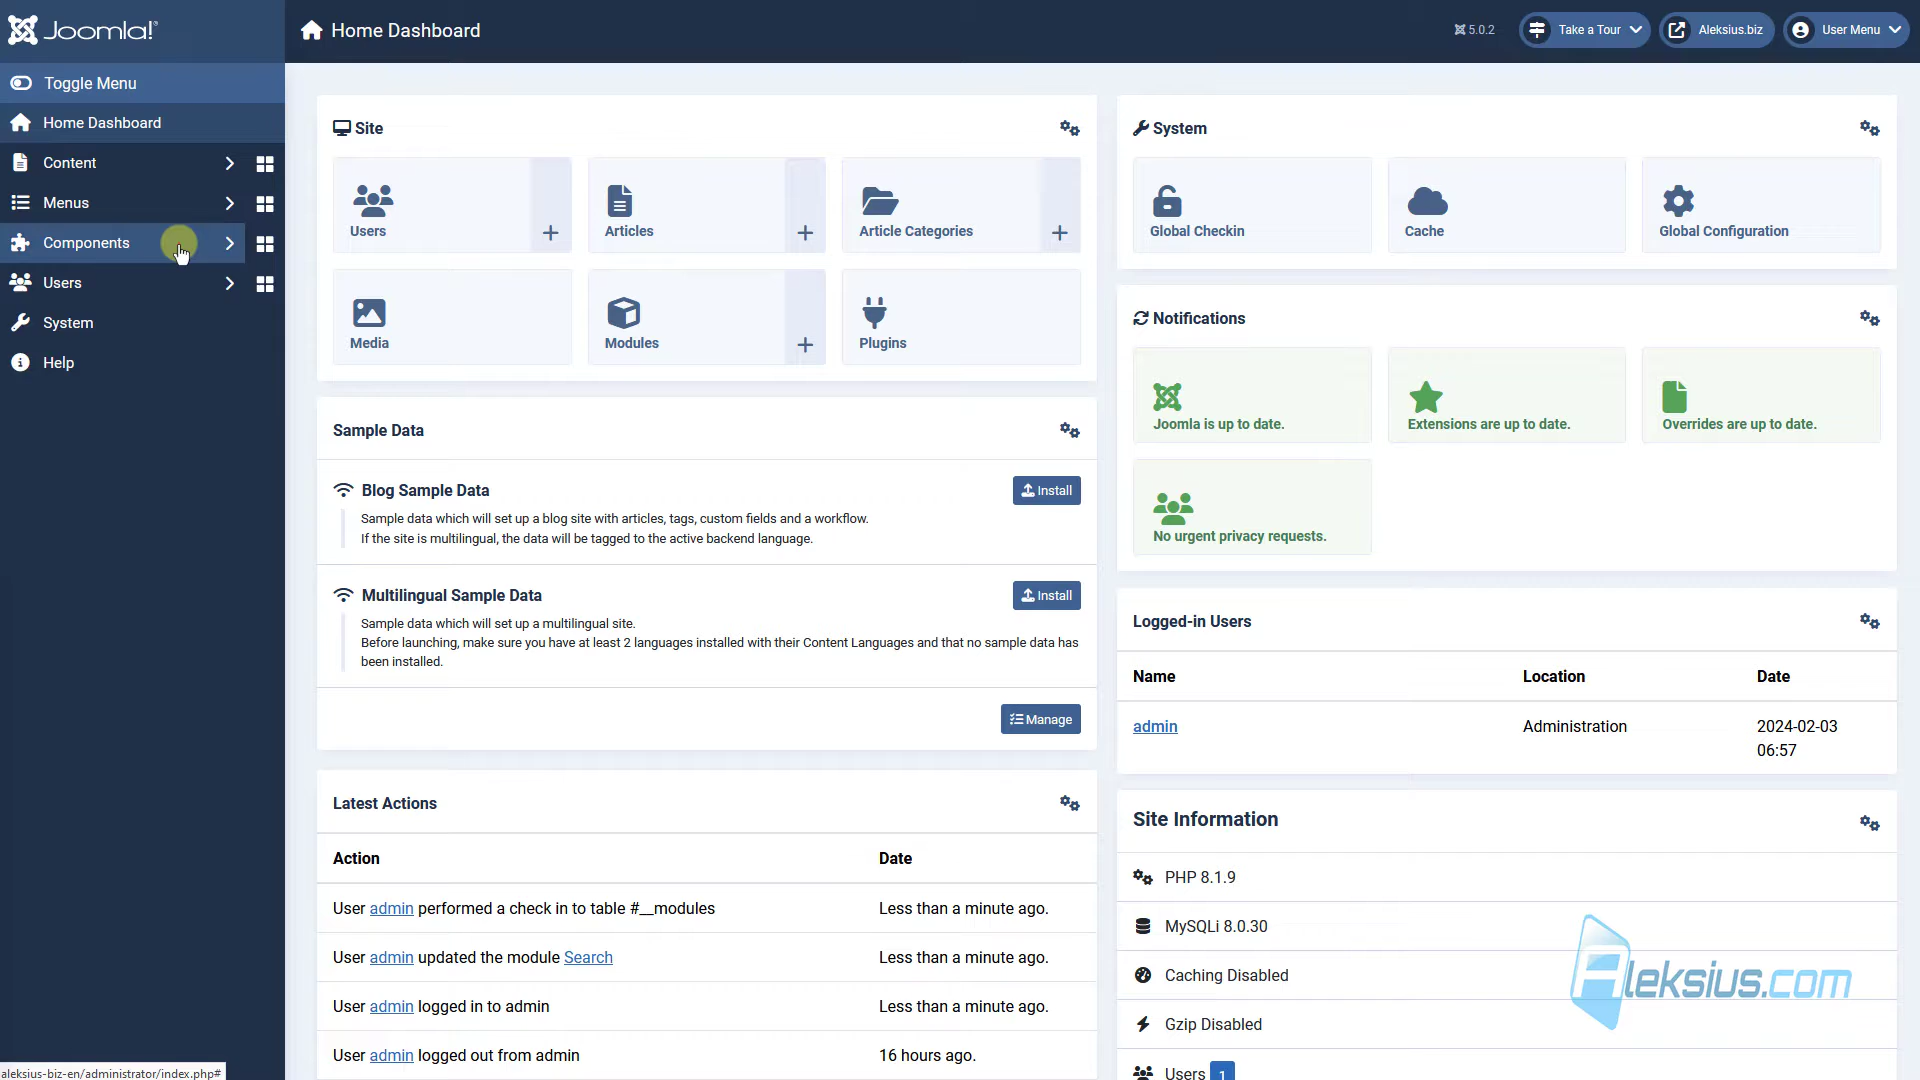 Joomla!®
Home Dashboard
5.0.2
Take a Tour
Aleksius.biz
User Menu
Toggle Menu
Home Dashboard
Content
Menus
Components
Users
System
Help
Site
Users
Articles
Article Categories
Media
Modules
Plugins
Sample Data
Blog Sample Data
Install
Sample data which will set up a blog site with articles, tags, custom fields and a workflow.
If the site is multilingual, the data will be tagged to the active backend language.
Multilingual Sample Data
Install
Sample data which will set up a multilingual site.
Before launching, make sure you have at least 2 languages installed with their Content Languages and that no sample data has
been installed.
Manage
Latest Actions
Action Date
User admin performed a check in to table #__modules Less than a minute ago.
User admin updated the module Search Less than a minute ago.
User admin logged in to admin Less than a minute ago.
User admin logged out from admin 16 hours ago.
System
Global Checkin
Cache
Global Configuration
Notifications
Joomla is up to date.
Extensions are up to date.
Overrides are up to date.
No urgent privacy requests.
Logged-in Users
Name Location Date
admin Administration 2024-02-03
06:57
Site Information
PHP 8.1.9
MySQLi 8.0.30
Caching Disabled
Gzip Disabled
Users 1
Aleksius.com
aleksius-biz-en/administrator/index.php#